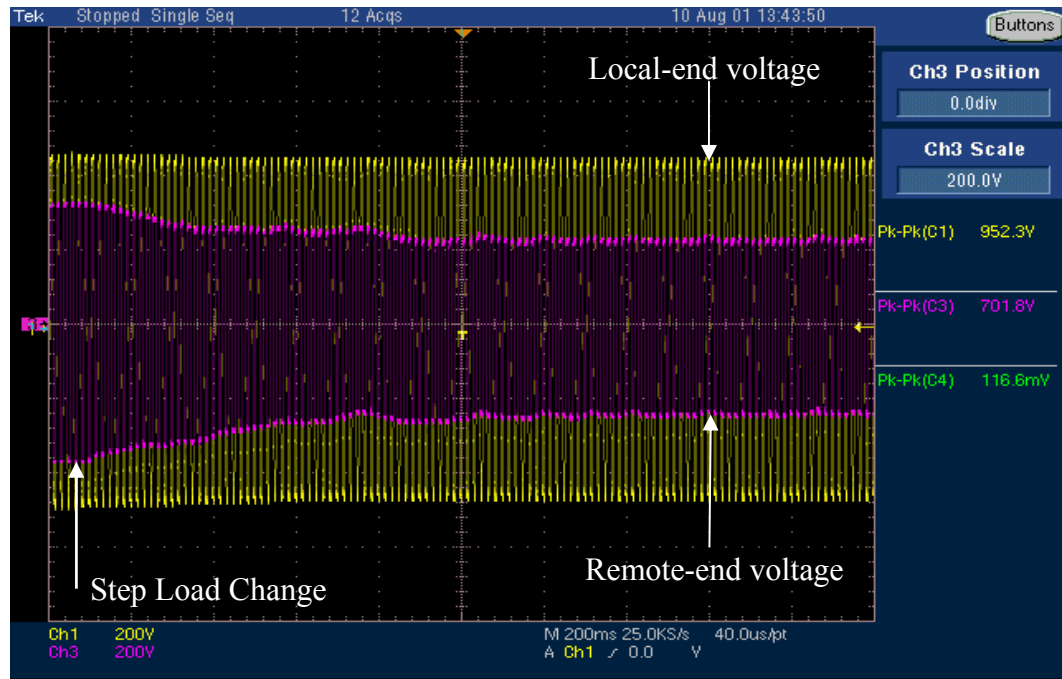 Tek Stopped Single Seq 12 Acqs 10 Aug 01 13:43:50
Buttons
Ch3 Position
0.0div
Ch3 Scale
200.0V
Local-end voltage
Pk-Pk(C1) 952.3V
Pk-Pk(C3) 701.8V
Pk-Pk(C4) 116.6mV
Step Load Change
Remote-end voltage
Ch1 200V
Ch3 200V
M 200ms 25.0KS/s 40.0us/pt
A Ch1 0.0 V